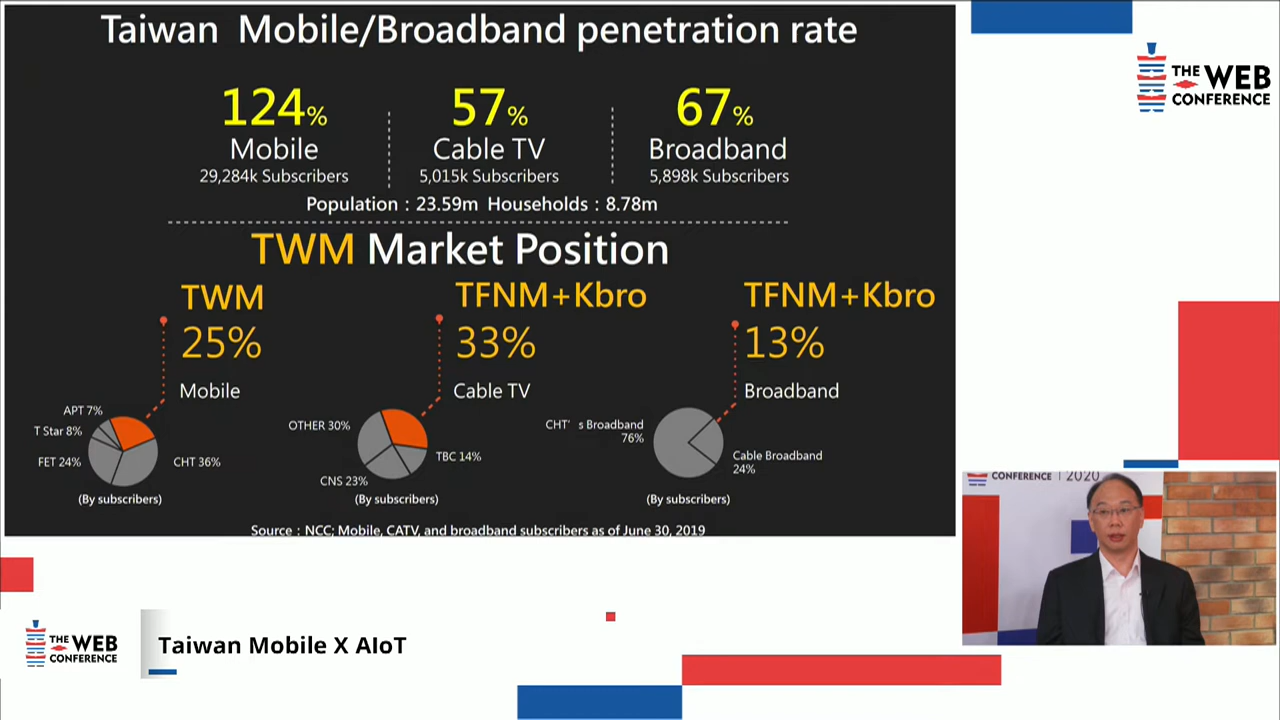 Taiwan Mobile/Broadband penetration rate
124%
Mobile
29,284k Subscribers
57%
Cable TV
5,015k Subscribers
67%
Broadband
5,898k Subscribers
Population : 23.59m Households : 8.78m
TWM Market Position
TWM
25%
Mobile
APT 7%
T Star 8%
FET 24%
CHT 36%
(By subscribers)
TFNM+Kbro
33%
Cable TV
OTHER 30%
TBC 14%
CNS 23%
(By subscribers)
TFNM+Kbro
13%
Broadband
CHT' s Broadband
76%
Cable Broadband
24%
(By subscribers)
Source : NCC; Mobile, CATV, and broadband subscribers as of June 30, 2019
THE WEB
CONFERENCE
CONFERENCE | 2020
THE WEB
CONFERENCE
Taiwan Mobile X AIoT